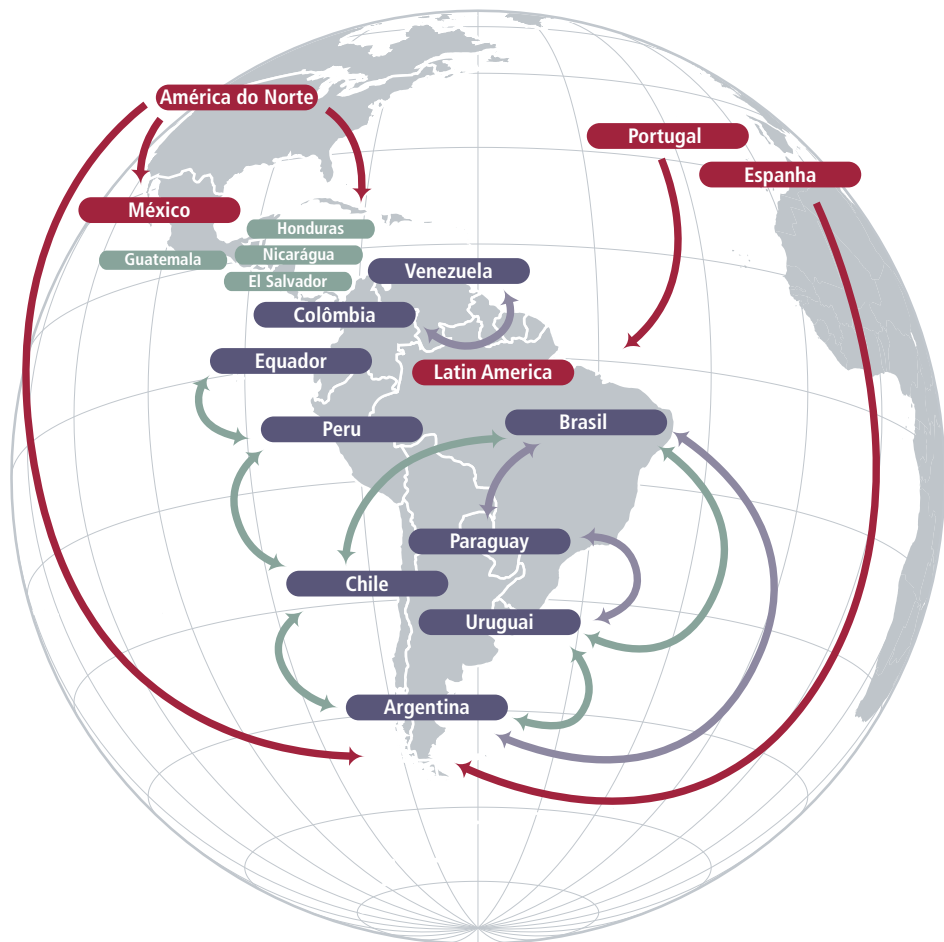 América do Norte
Portugal
Espanha
México
Honduras
Guatemala
Nicarágua
El Salvador
Venezuela
Colômbia
Equador
Latin America
Peru
Brasil
Paraguay
Chile
Uruguai
Argentina